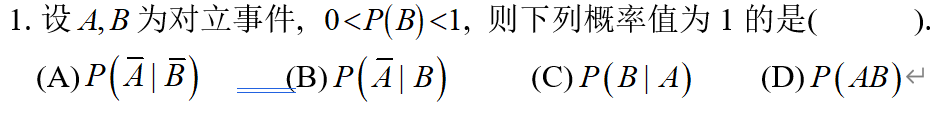 1. 设 A, B 为对立事件, 0<P(B)<1, 则下列概率值为 1 的是( ).
(A) P(A̅ | B̅) (B) P(A̅ | B) (C) P(B | A) (D) P(AB)↵